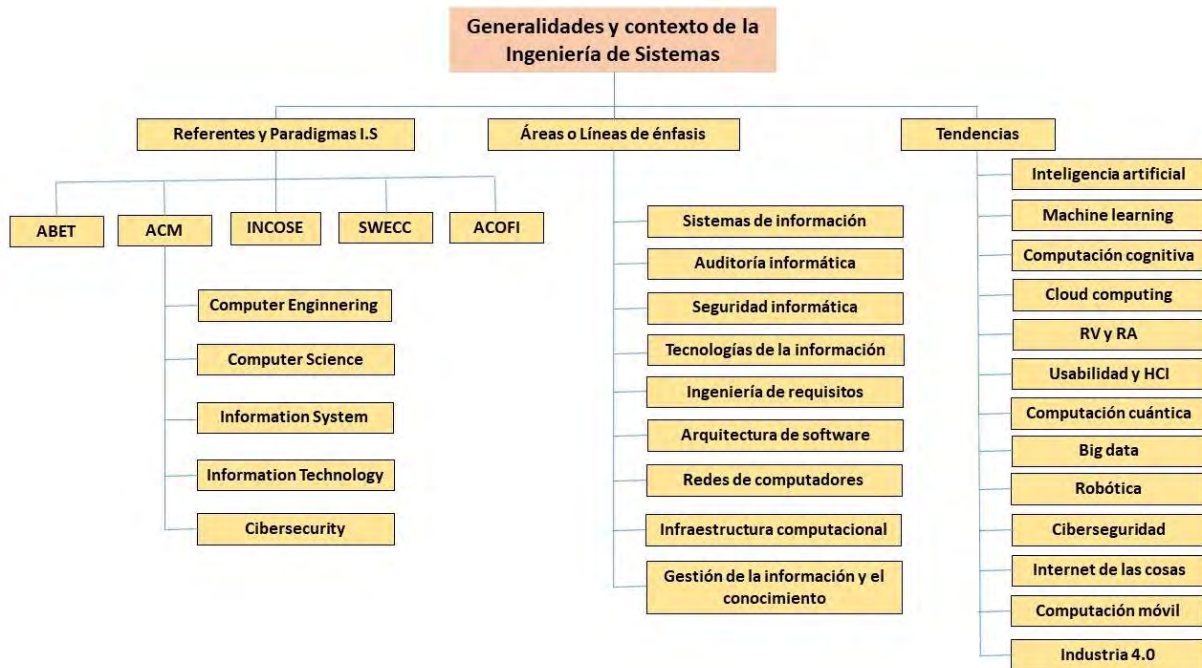 Generalidades y contexto de la
Ingeniería de Sistemas
Referentes y Paradigmas I.S
Áreas o Líneas de énfasis
Tendencias
ABET
ACM
INCOSE
SWECC
ACOFI
Computer Enginnering
Computer Science
Information System
Information Technology
Cibersecurity
Sistemas de información
Auditoría informática
Seguridad informática
Tecnologías de la información
Ingeniería de requisitos
Arquitectura de software
Redes de computadores
Infraestructura computacional
Gestión de la información y el
conocimiento
Inteligencia artificial
Machine learning
Computación cognitiva
Cloud computing
RV y RA
Usabilidad y HCI
Computación cuántica
Big data
Robótica
Ciberseguridad
Internet de las cosas
Computación móvil
Industria 4.0